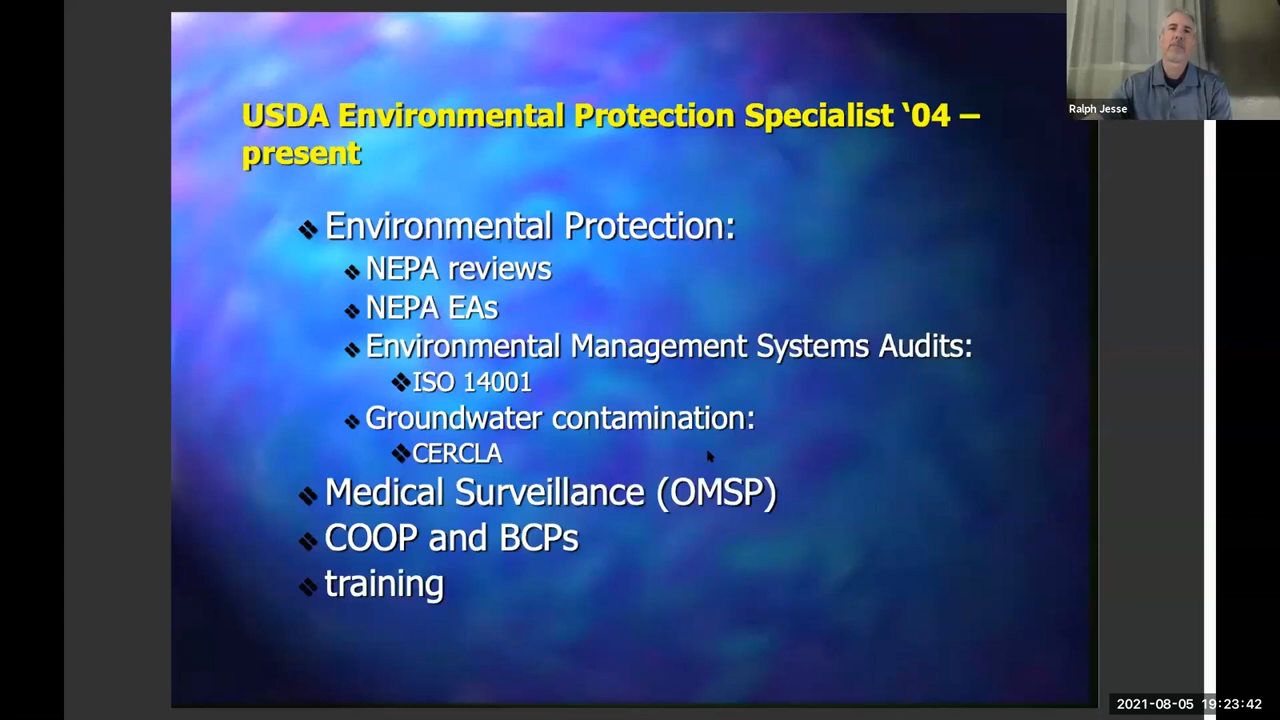 USDA Environmental Protection Specialist ‘04 –
present
Environmental Protection:
NEPA reviews
NEPA EAs
Environmental Management Systems Audits:
ISO 14001
Groundwater contamination:
CERCLA
Medical Surveillance (OMSP)
COOP and BCPs
training
Ralph Jesse
2021-08-05 19:23:42